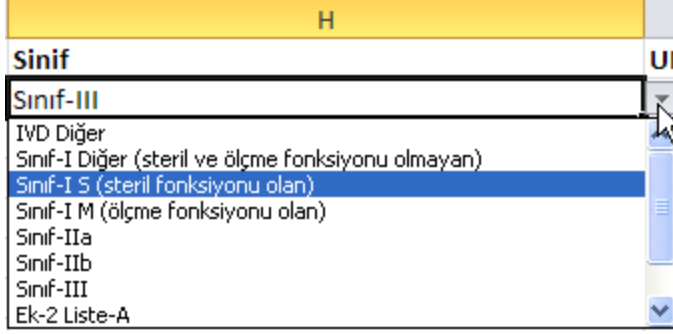 H
Sinif
Sınıf-III
IVD Diğer
Sınıf-I Diğer (steril ve ölçme fonksiyonu olmayan)
Sınıf-I S (steril fonksiyonu olan)
Sınıf-I M (ölçme fonksiyonu olan)
Sınıf-IIa
Sınıf-IIb
Sınıf-III
Ek-2 Liste-A